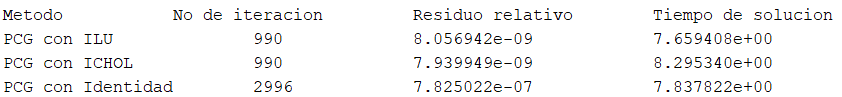 Metodo No de iteracion Residuo relativo Tiempo de solucion
PCG con ILU 990 8.056942e-09 7.659408e+00
PCG con ICHOL 990 7.939949e-09 8.295340e+00
PCG con Identidad 2996 7.825022e-07 7.837822e+00